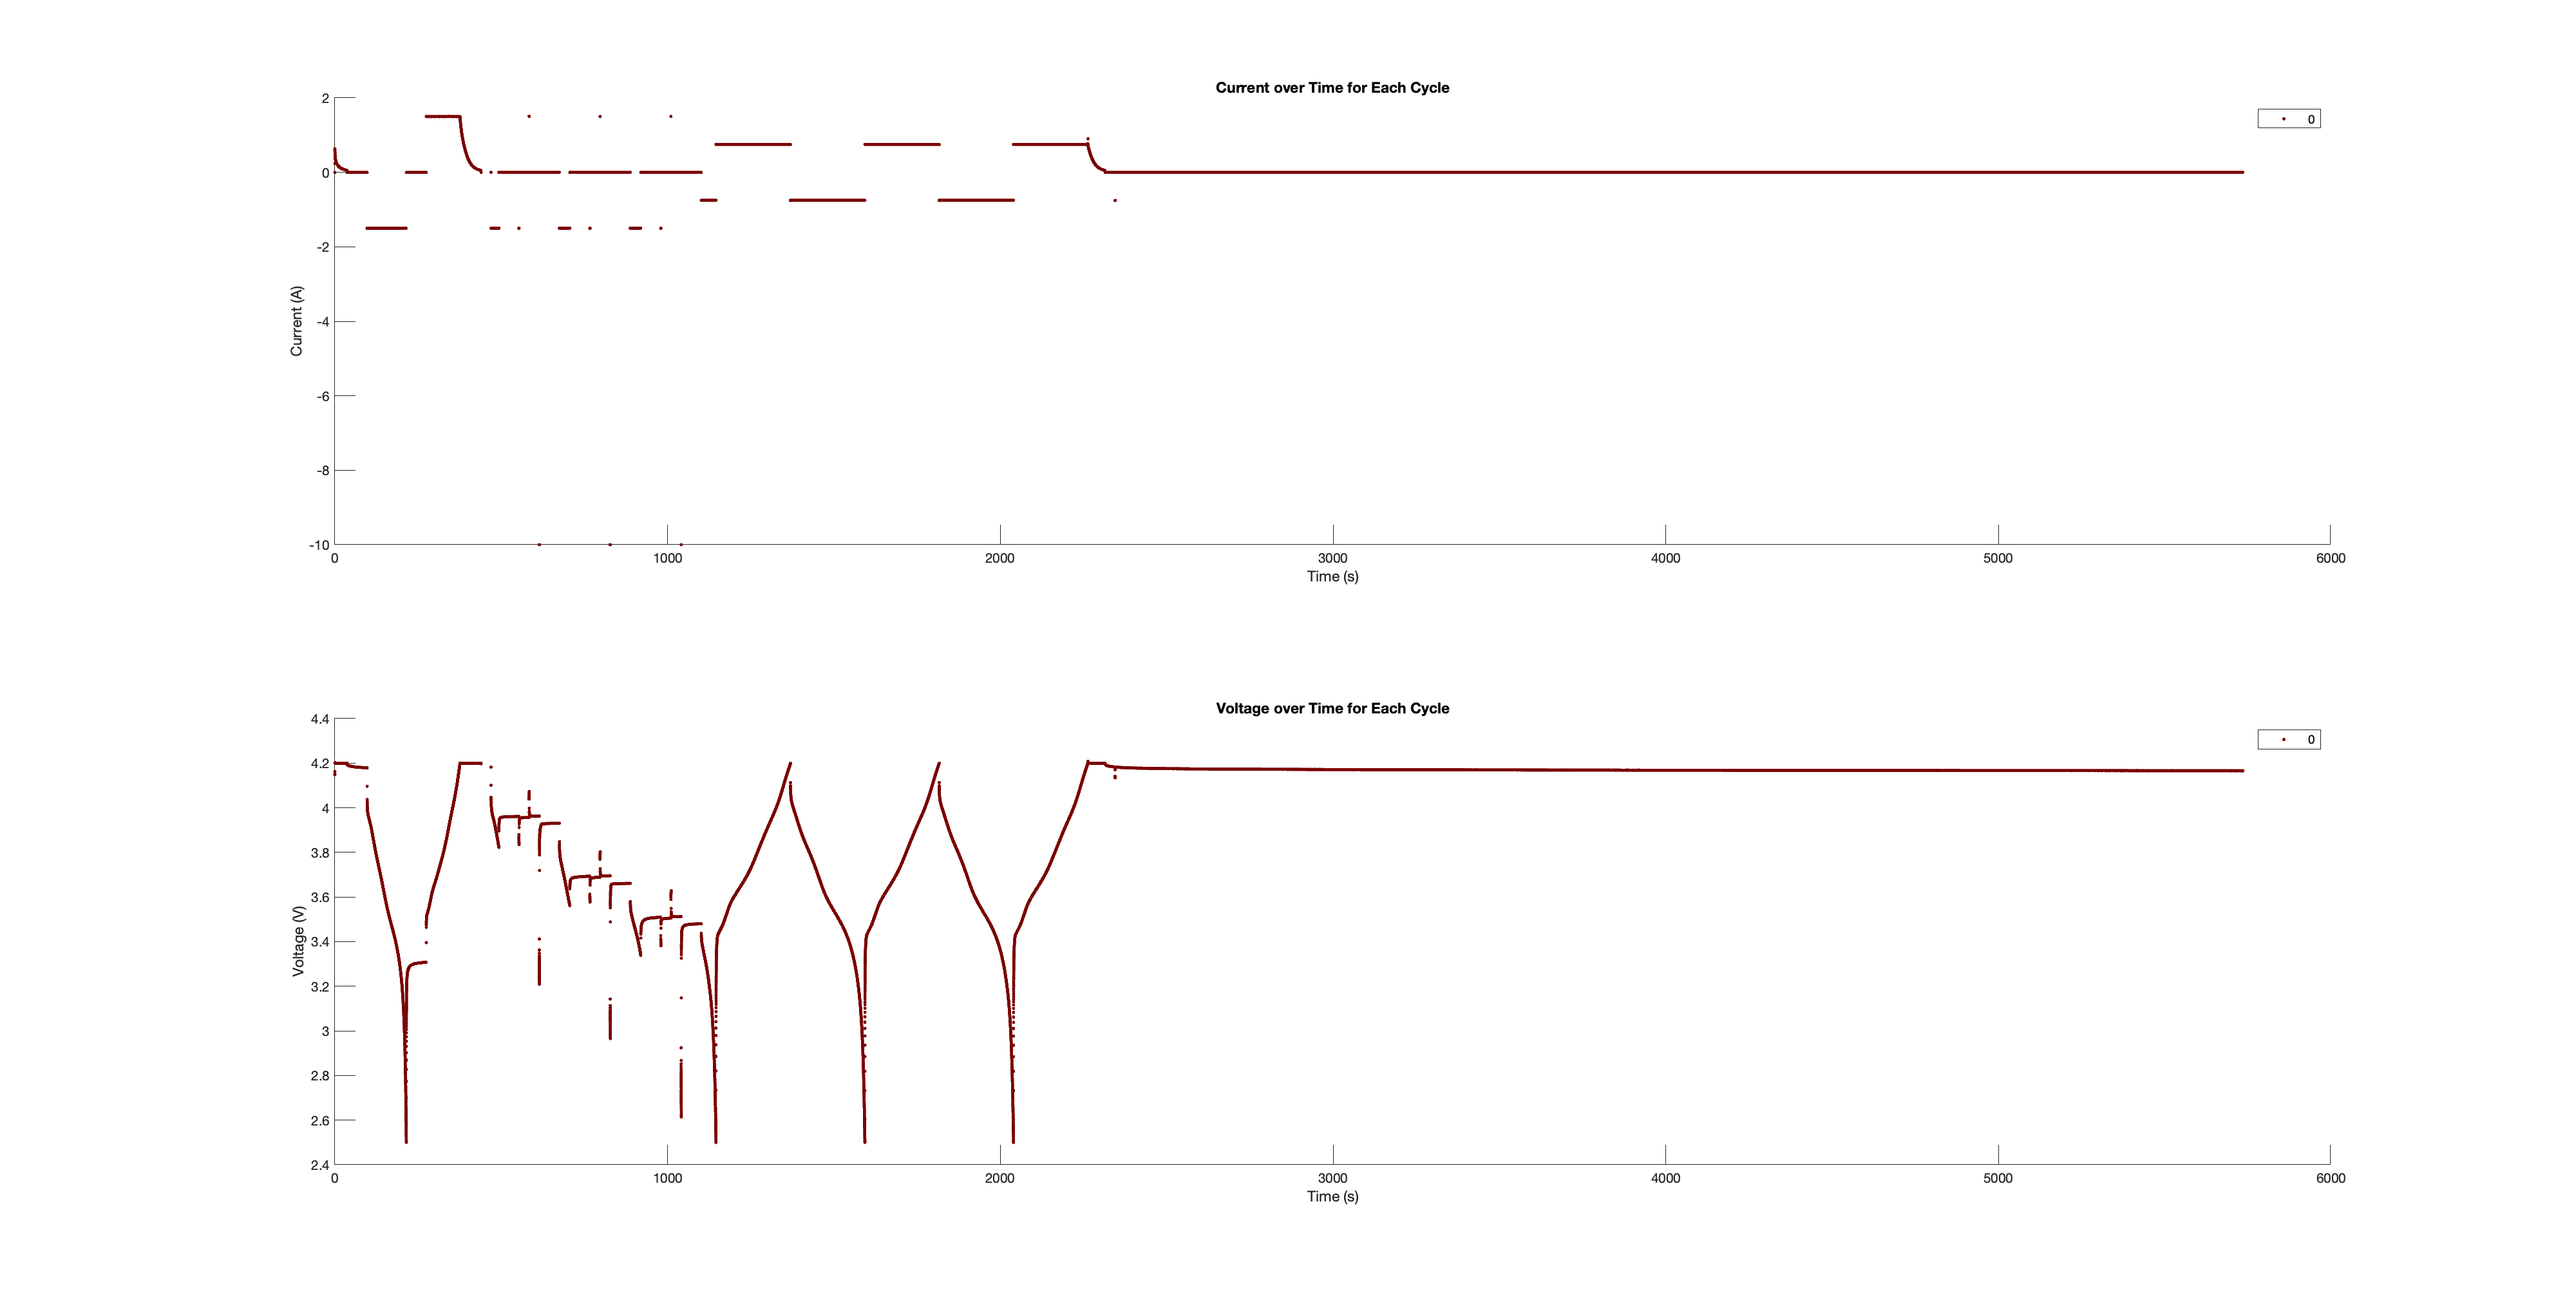 Current over Time for Each Cycle
0
2
0
-2
-4
-6
-8
-10
Current (A)
0 1000 2000 3000 4000 5000 6000
Time (s)
Voltage over Time for Each Cycle
0
4.4
4.2
4
3.8
3.6
3.4
3.2
3
2.8
2.6
2.4
Voltage (V)
0 1000 2000 3000 4000 5000 6000
Time (s)